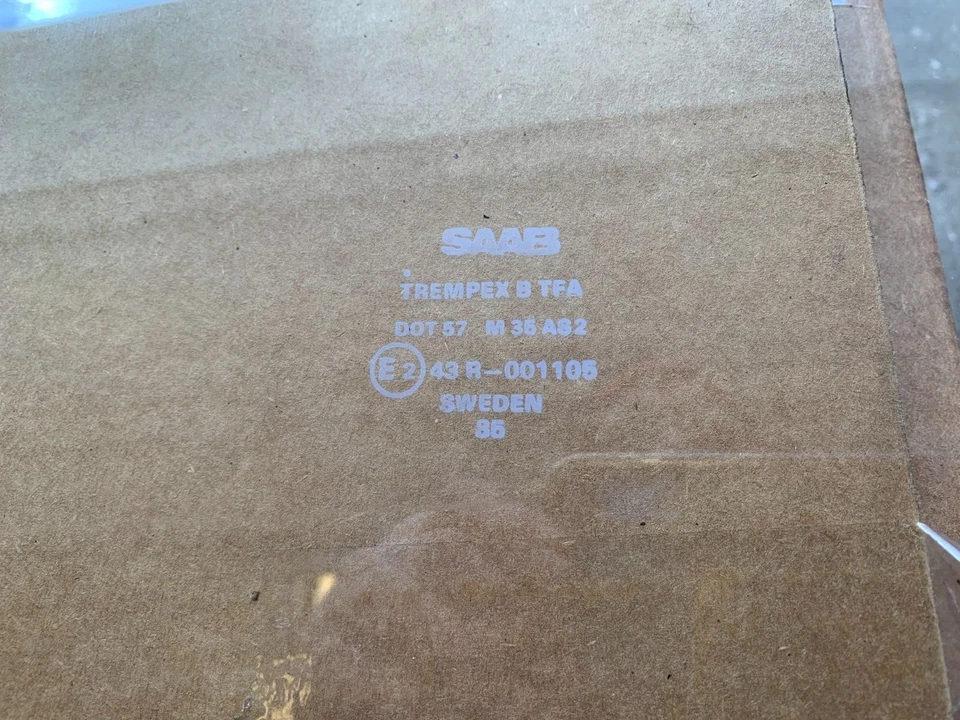 SAAB
TREMPEX B TFA
DOT 57 M 35 AS2
E2 43 R-001105
SWEDEN
85